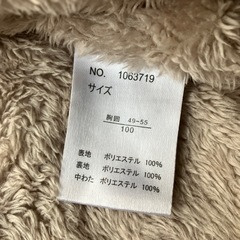 NO. 1063719
サイズ
胸囲 49-55
100
表地 ポリエステル 100%
裏地 ポリエステル 100%
中わた ポリエステル 100%